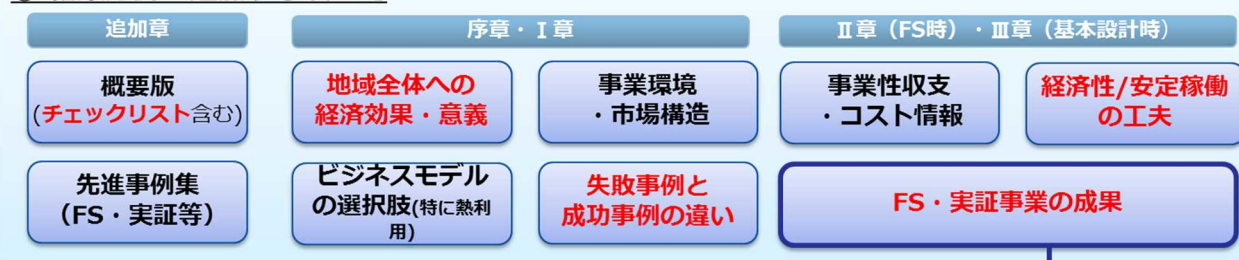 追加章
序章・Ⅰ章
Ⅱ章（FS時）・Ⅲ章（基本設計時）
概要版
(チェックリスト含む)
地域全体への
経済効果・意義
事業環境
・市場構造
事業性収支
・コスト情報
経済性/安定稼働
の工夫
先進事例集
（FS・実証等）
ビジネスモデル
の選択肢(特に熱利
用)
失敗事例と
成功事例の違い
FS・実証事業の成果